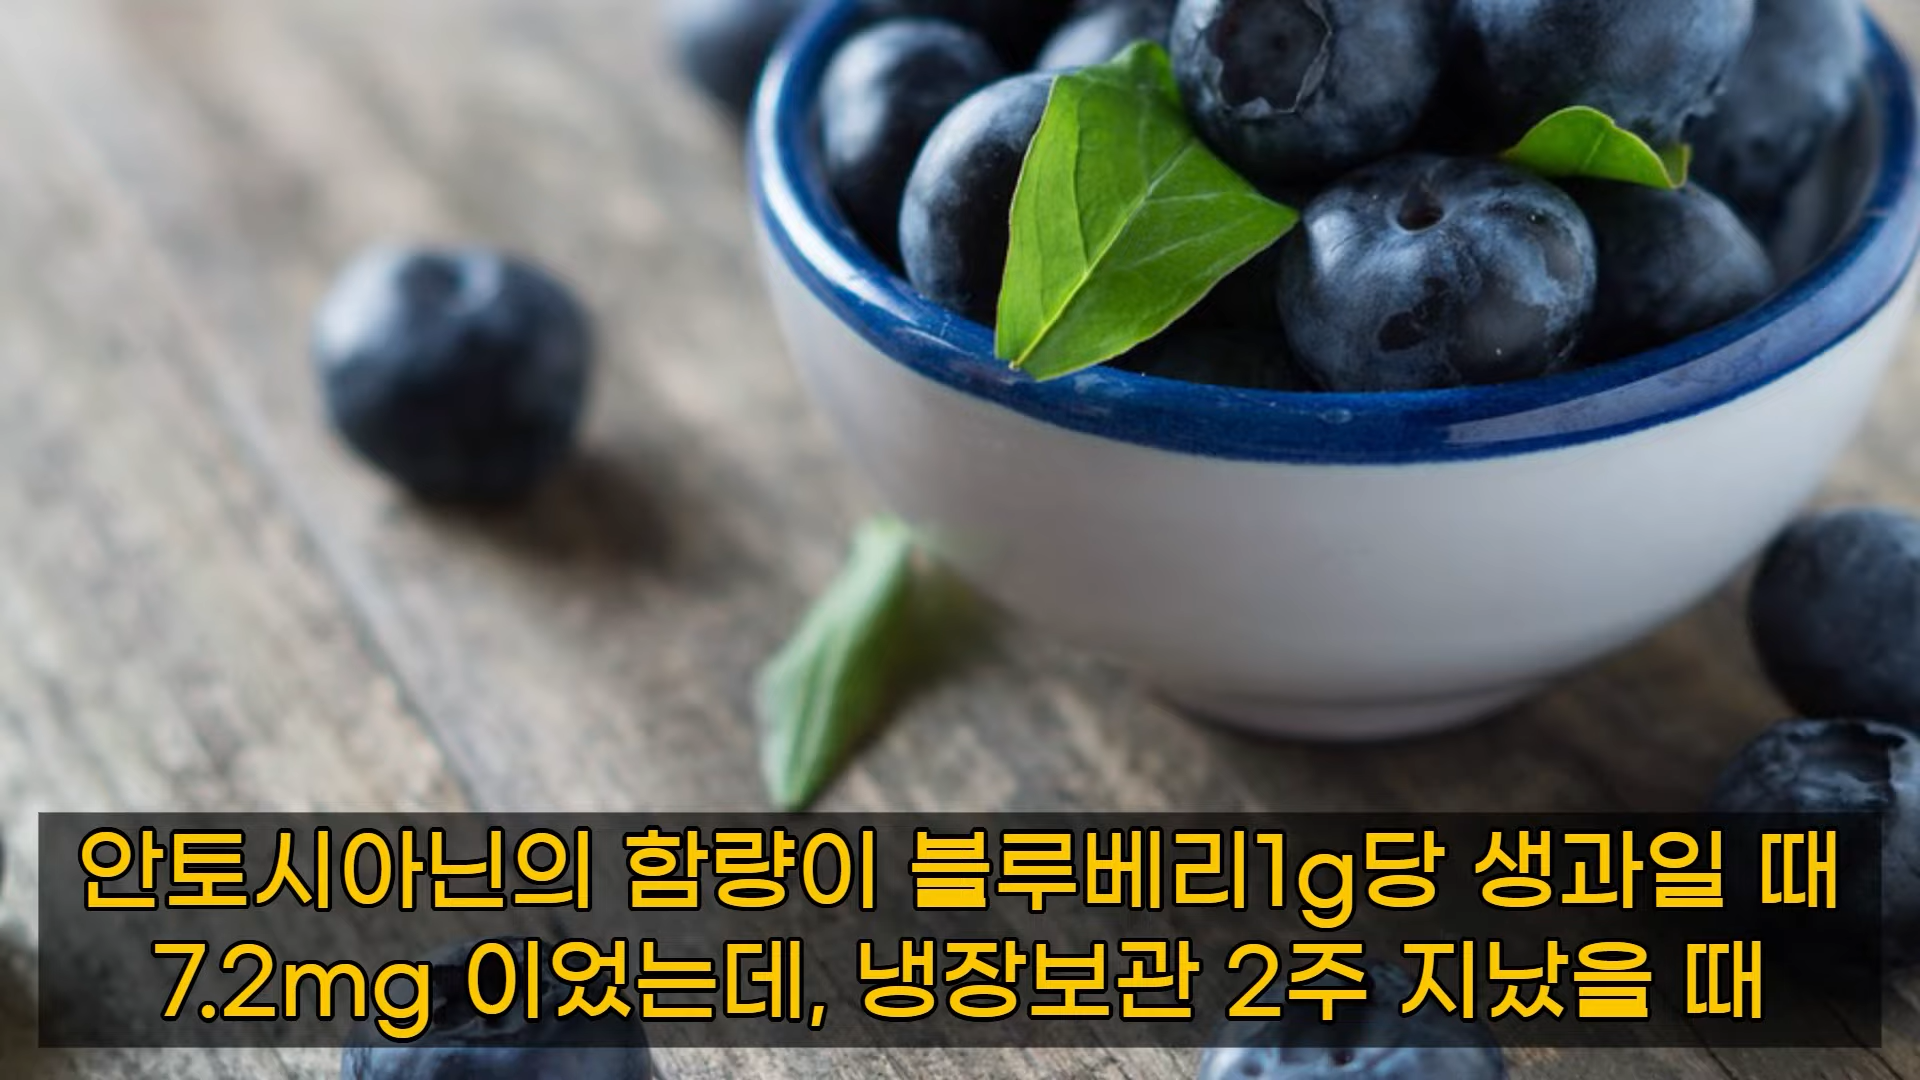 안토시아닌의 함량이 블루베리1g당 생과일 때
7.2mg 이었는데, 냉장보관 2주 지났을 때